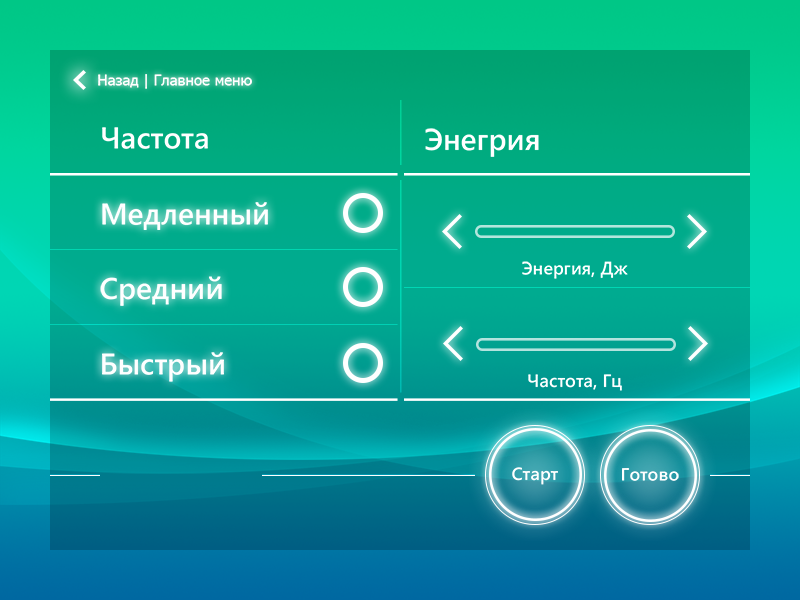 Назад | Главное меню
Частота
Энегрия
Медленный
Средний
Быстрый
Энергия, Дж
Частота, Гц
Старт
Готово